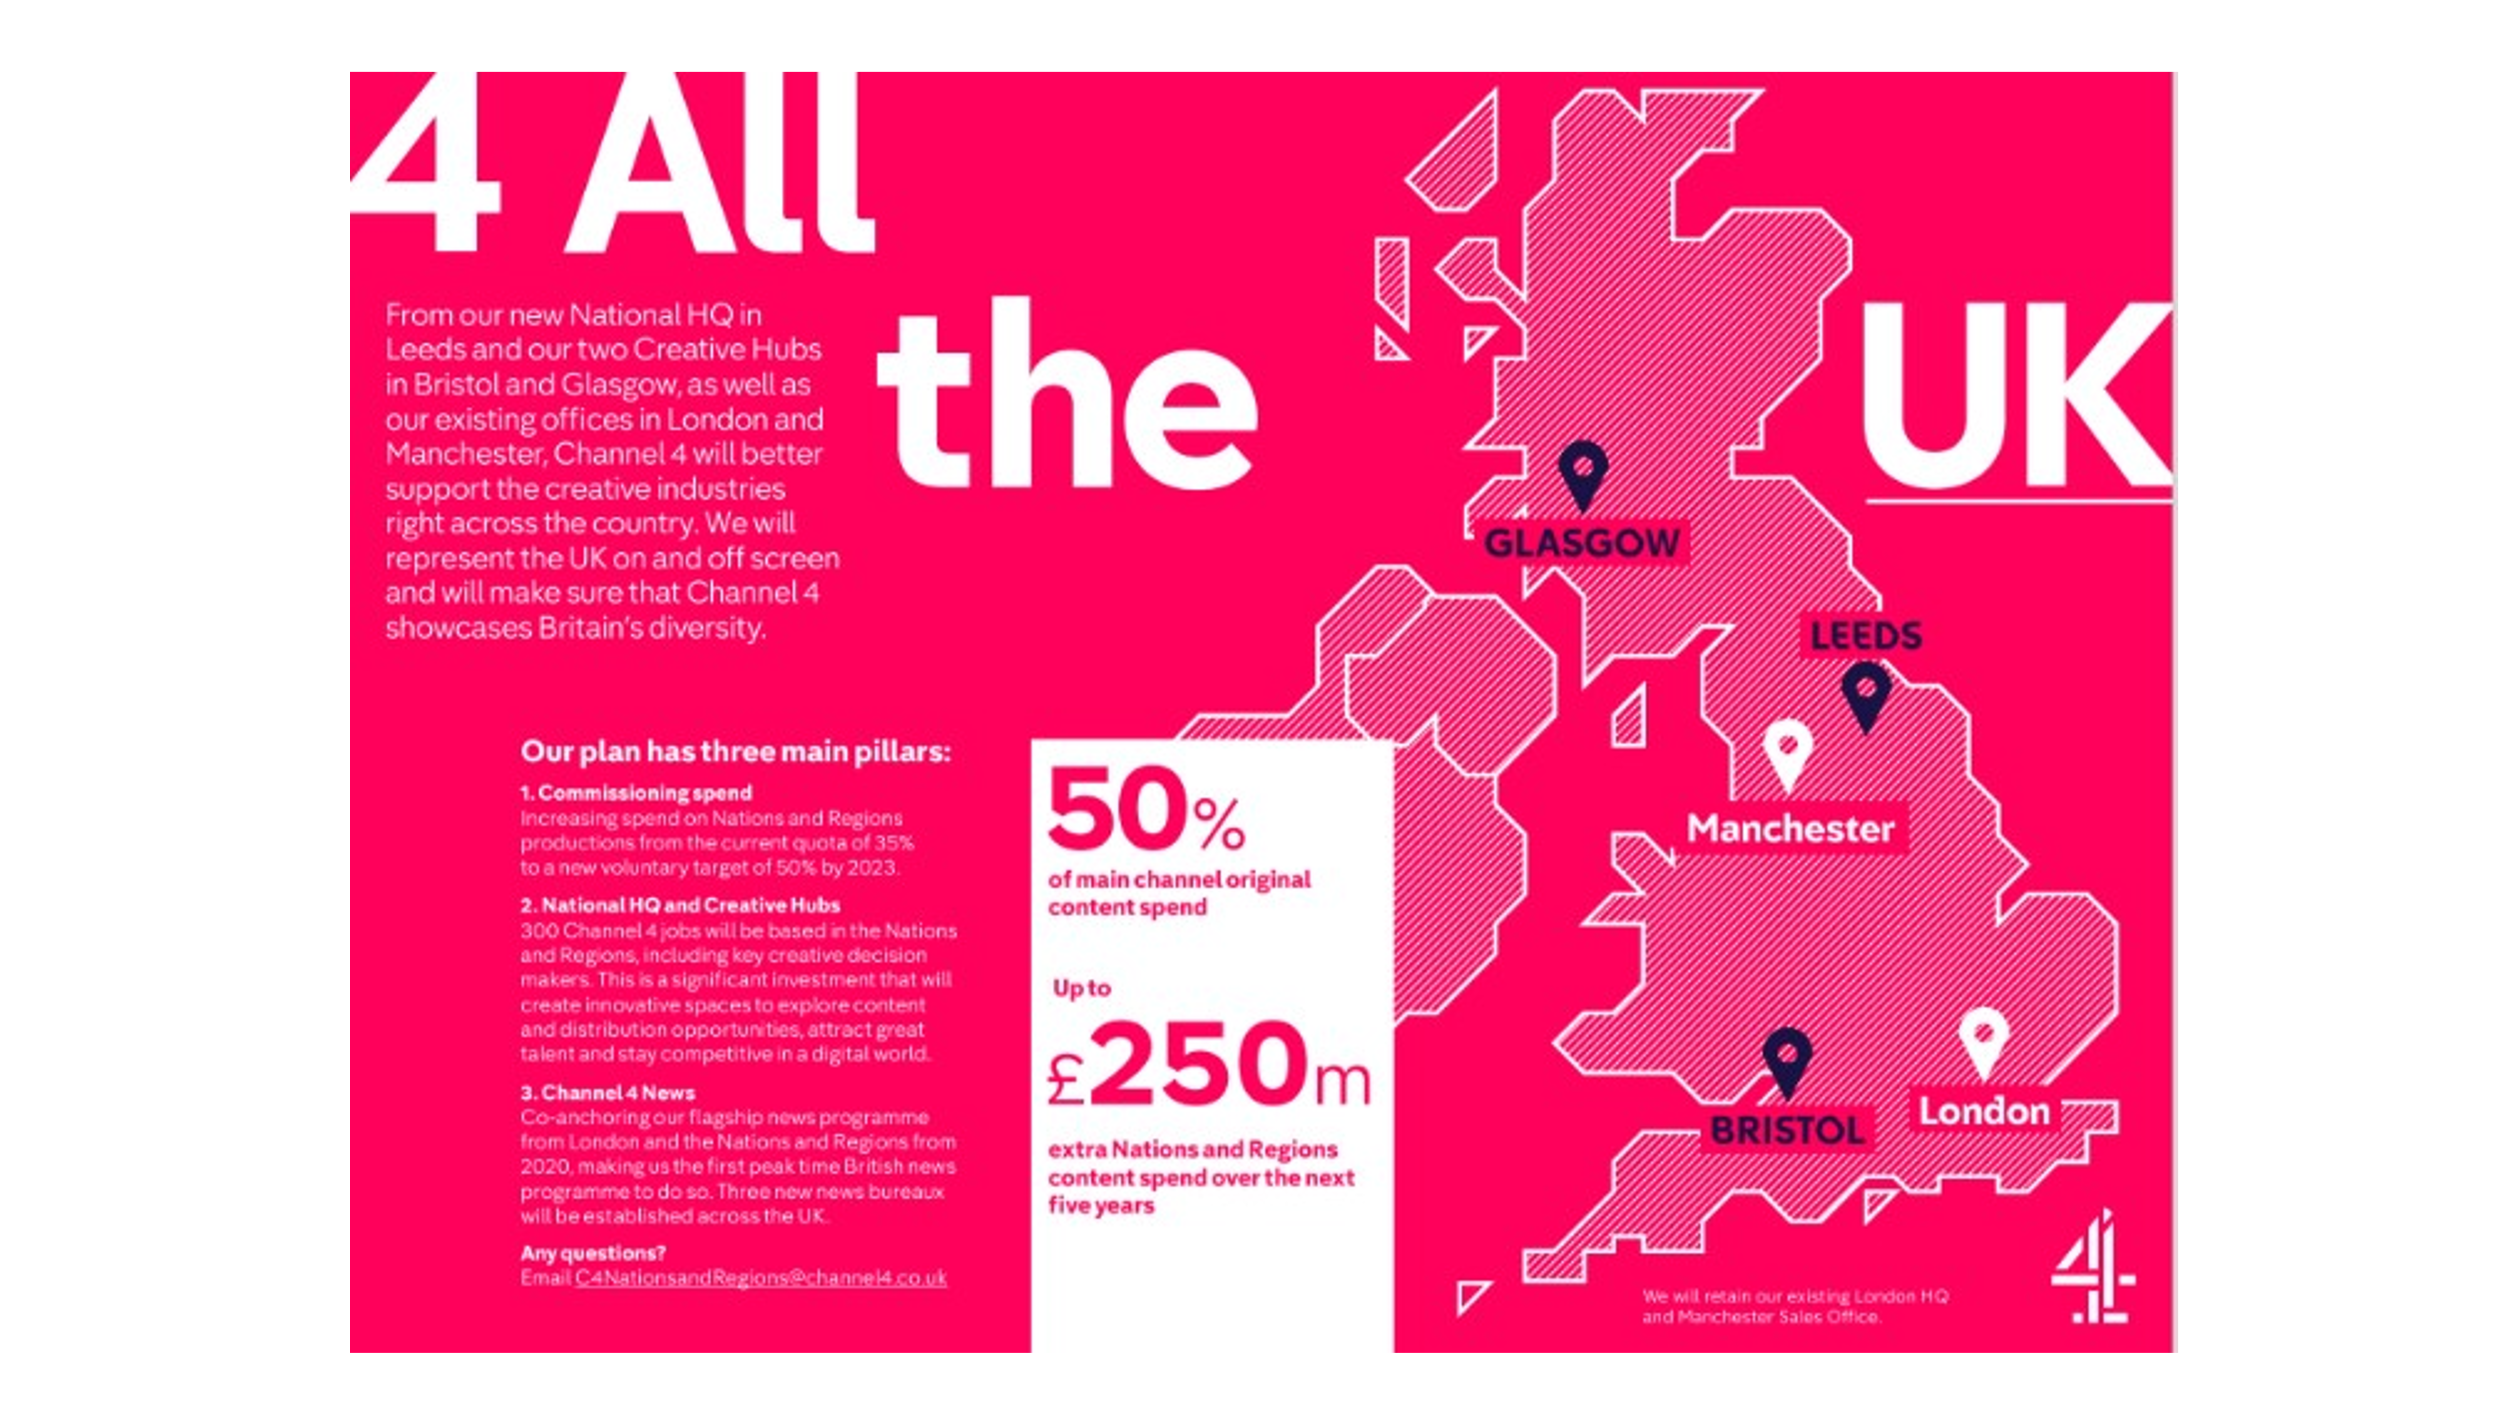 4 All
the
UK
From our new National HQ in
Leeds and our two Creative Hubs
in Bristol and Glasgow, as well as
our existing offices in London and
Manchester, Channel 4 will better
support the creative industries
right across the country. We will
represent the UK on and off screen
and will make sure that Channel 4
showcases Britain's diversity.
Our plan has three main pillars:
1. Commissioning spend
Increasing spend on Nations and Regions
productions from the current quota of 35%
to a new voluntary target of 50% by 2023.
2. National HQ and Creative Hubs
300 Channel 4 jobs will be based in the Nations
and Regions, including key creative decision
makers. This is a significant investment that will
create innovative spaces to explore content
and distribution opportunities, attract great
talent and stay competitive in a digital world.
3. Channel 4 News
Co-anchoring our flagship news programme
from London and the Nations and Regions from
2020, making us the first peak time British news
programme to do so. Three new news bureaux
will be established across the UK.
Any questions?
Email C4NationsandRegions@channel4.co.uk
50%
of main channel original
content spend
Up to
£250m
extra Nations and Regions
content spend over the next
five years
GLASGOW
LEEDS
Manchester
BRISTOL
London
We will retain our existing London HQ
and Manchester Sales Office.
4